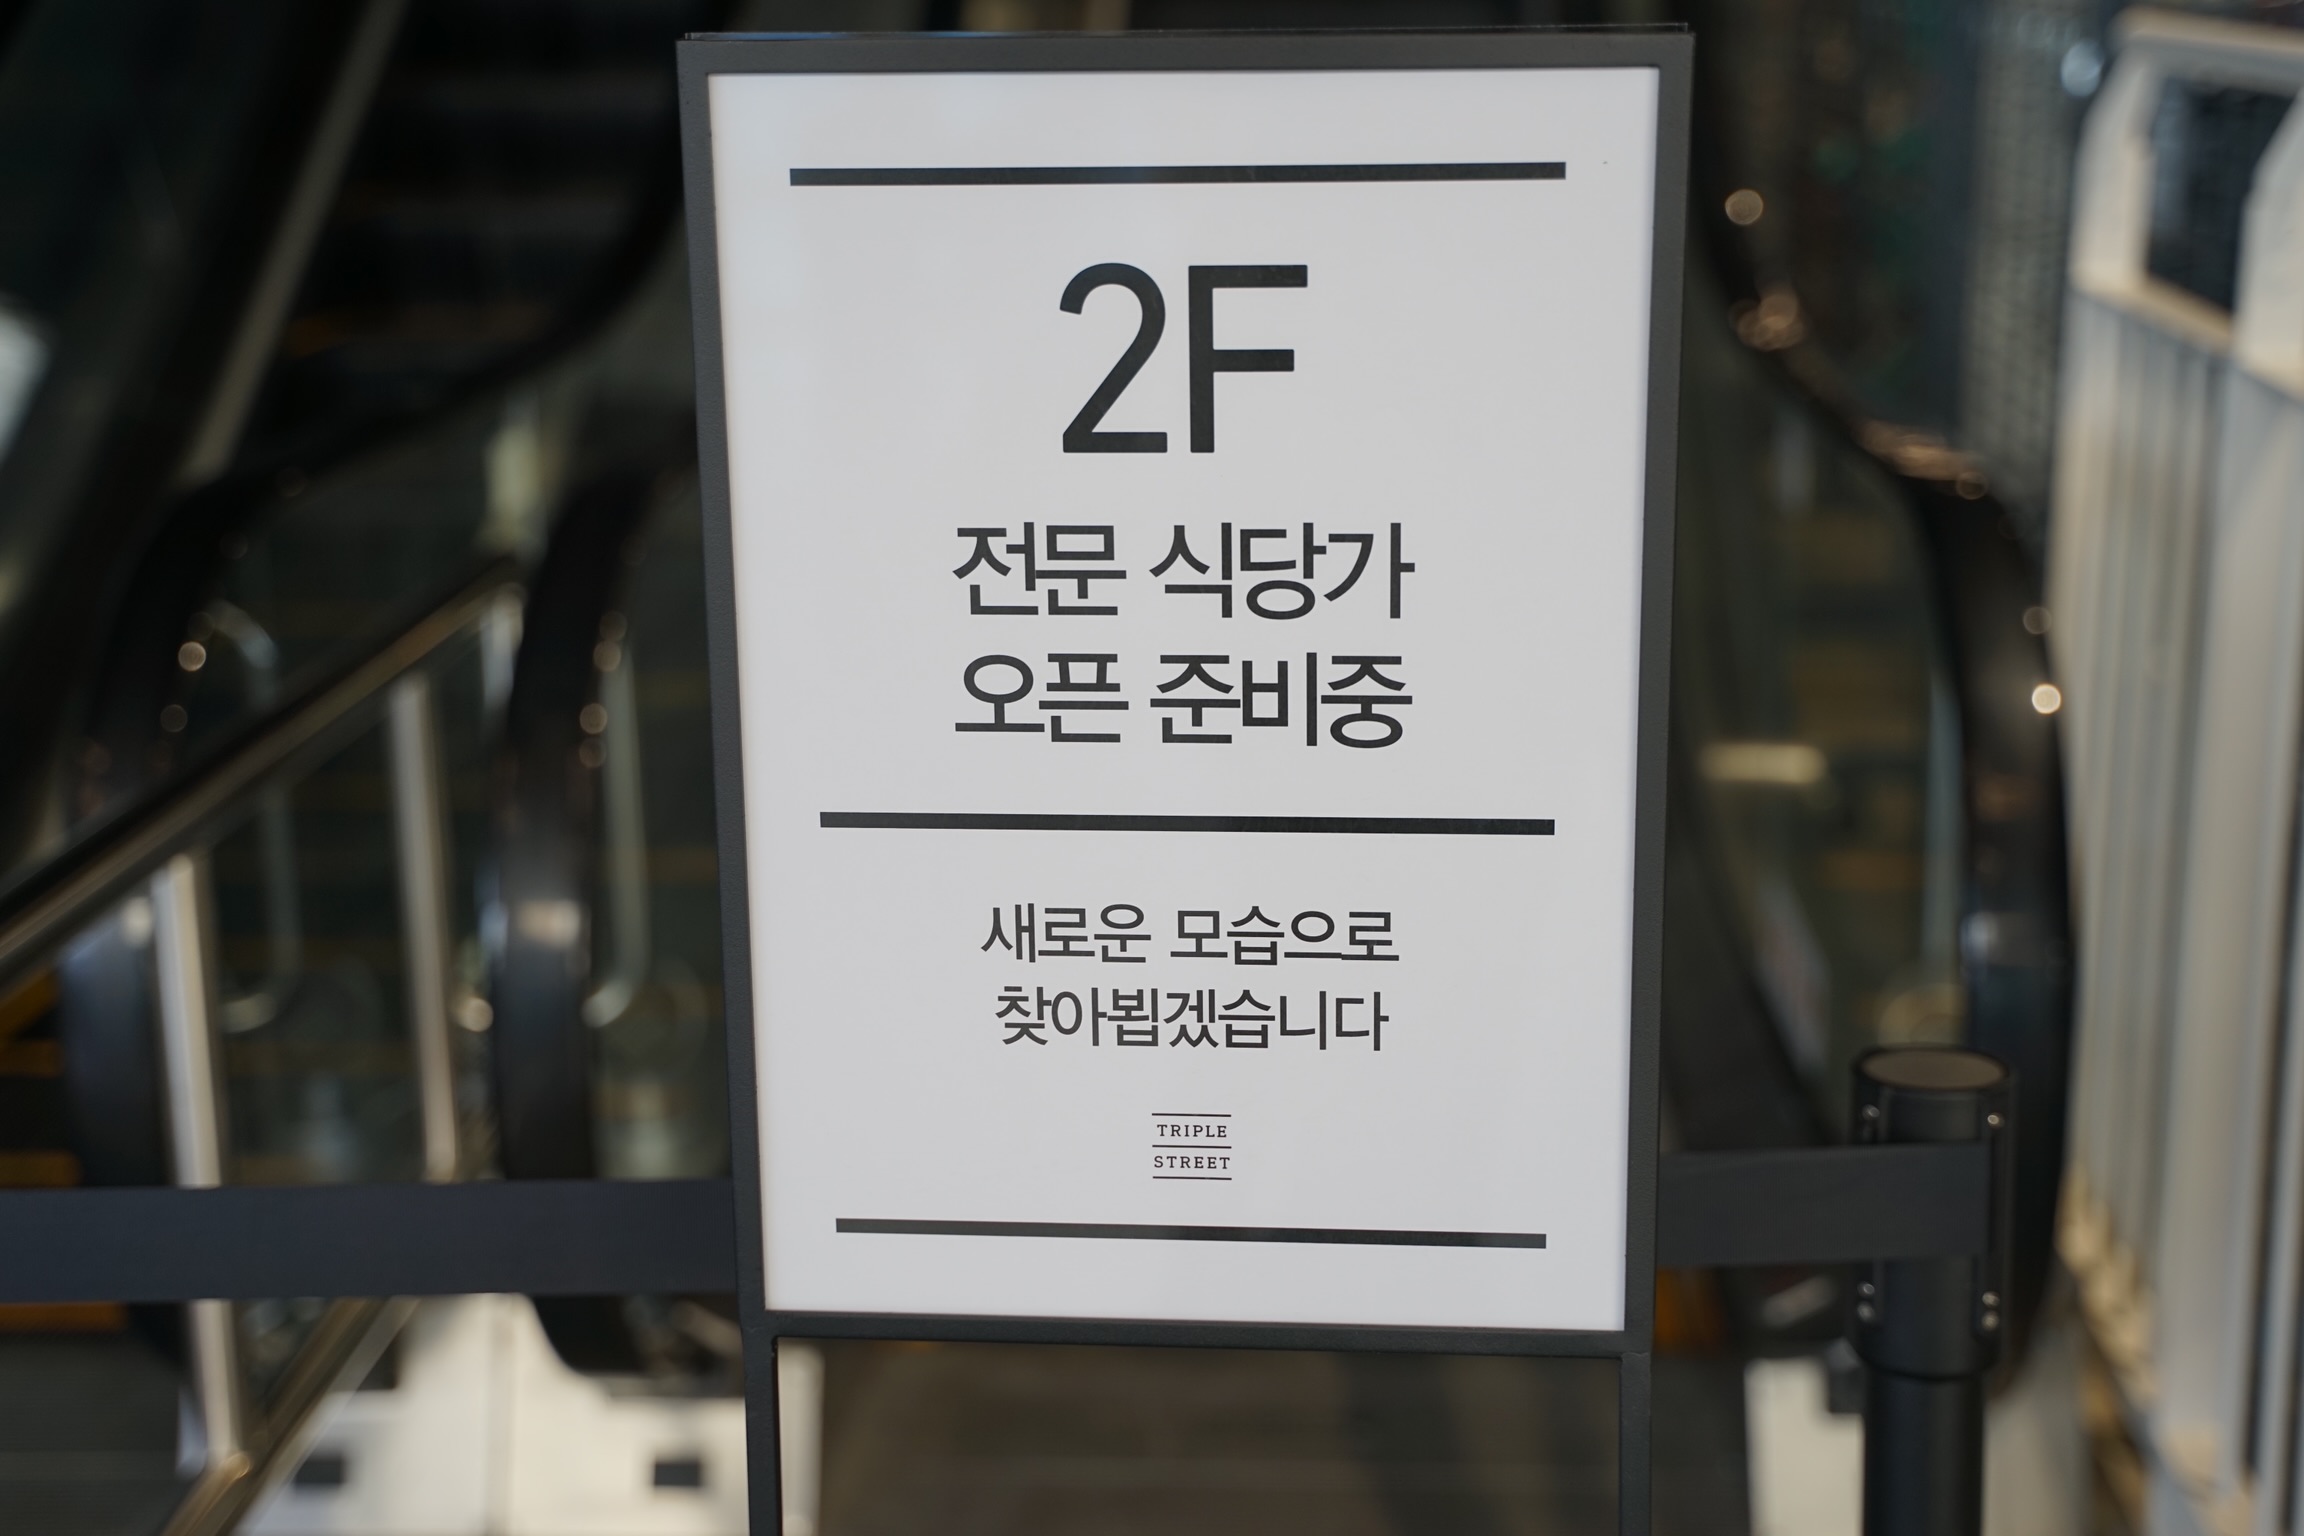 2F
전문 식당가
오픈 준비중
새로운 모습으로
찾아뵙겠습니다
TRIPLE
STREET